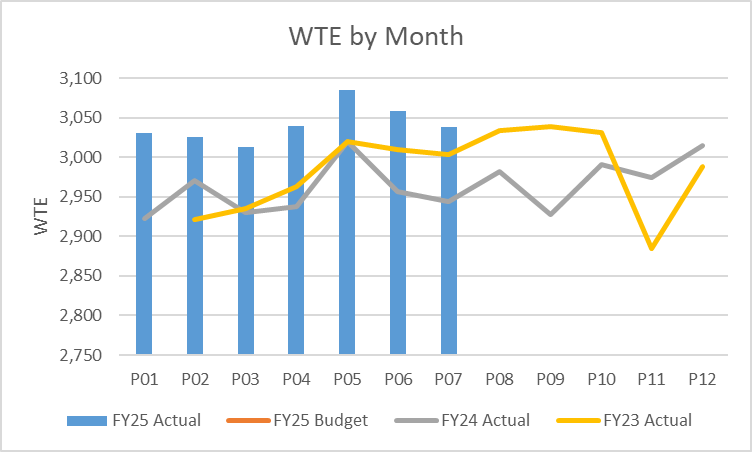 WTE by Month
3,100
3,050
3,000
2,950
2,900
2,850
2,800
2,750
WTE
P01 P02 P03 P04 P05 P06 P07 P08 P09 P10 P11 P12
FY25 Actual FY25 Budget FY24 Actual FY23 Actual